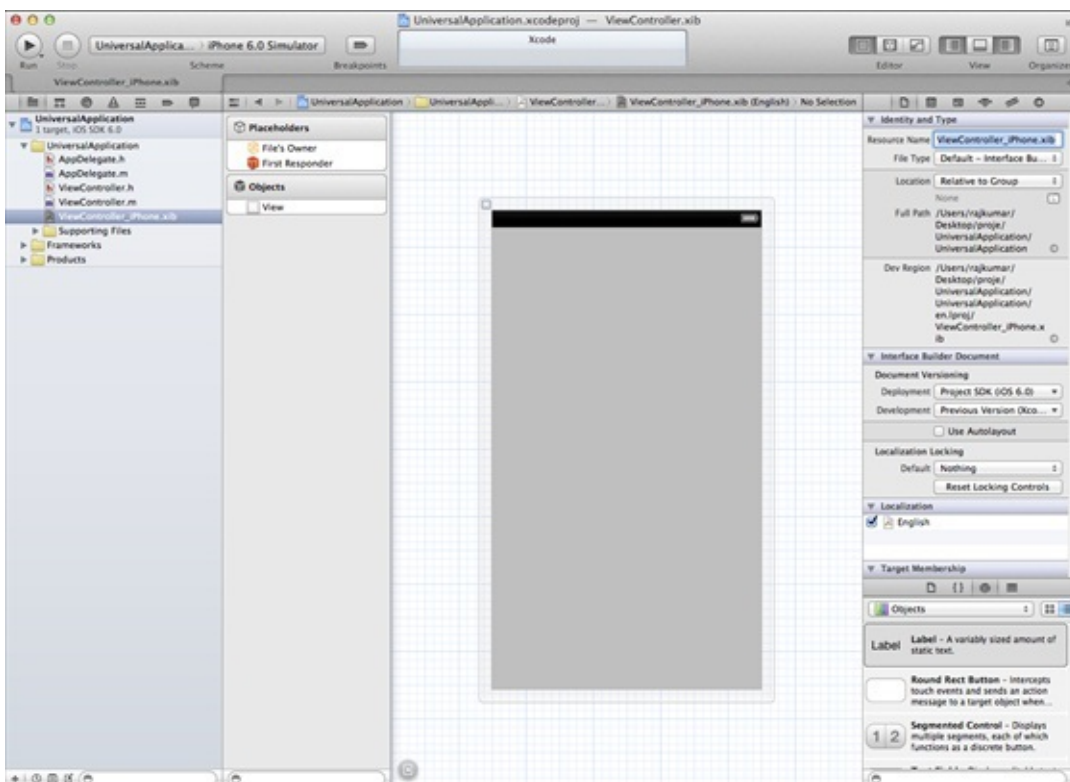 UniversalApplication.xcodeproj — ViewController.xib
UniversalApplica... iPhone 6.0 Simulator
Xcode
Run Stop Scheme Breakpoints Editor View Organizer
ViewController_iPhone.xib
UniversalApplication UniversalAppli... ViewController... ViewController_iPhone.xib (English) No Selection
UniversalApplication
1 target, iOS SDK 6.0
UniversalApplication
AppDelegate.h
AppDelegate.m
ViewController.h
ViewController.m
ViewController_iPhone.xib
Supporting Files
Frameworks
Products
Placeholders
File's Owner
First Responder
Objects
View
Identity and Type
Resource Name ViewController_iPhone.xib
File Type Default - Interface Bu...
Location Relative to Group
None
Full Path /Users/rajkumar/
Desktop/proje/
UniversalApplication/
UniversalApplication
Dev Region /Users/rajkumar/
Desktop/proje/
UniversalApplication/
UniversalApplication/
en.lproj/
ViewController_iPhone.x
ib
Interface Builder Document
Document Versioning
Deployment Project SDK (iOS 6.0)
Development Previous Version (Xco...
Use Autolayout
Localization Locking
Default Nothing
Reset Locking Controls
Localization
English
Target Membership
{}
Objects
Label
Label - A variably sized amount of
static text.
Round Rect Button - Intercepts
touch events and sends an action
message to a target object when...
1 2
Segmented Control - Displays
multiple segments, each of which
functions as a discrete button.